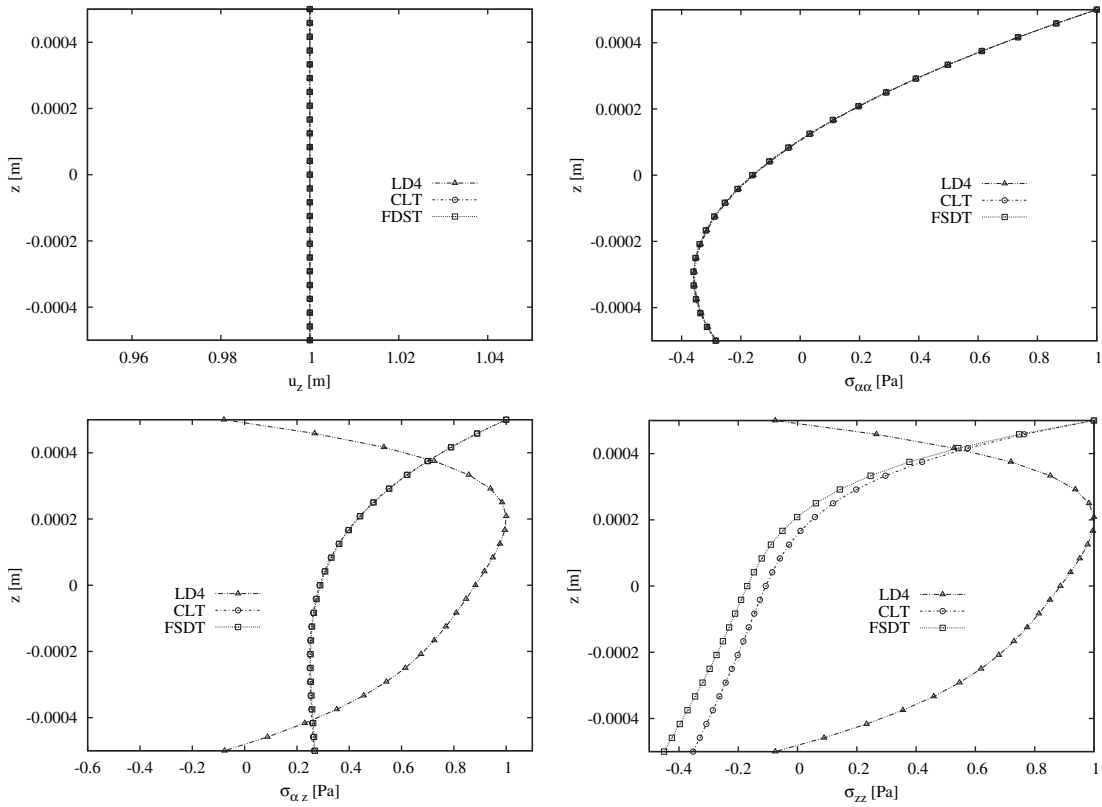 0.0004
0.0002
0
-0.0002
-0.0004
z [m]
LD4
CLT
FDST
0.96 0.98 1 1.02 1.04
u_z [m]
0.0004
0.0002
0
-0.0002
-0.0004
z [m]
LD4
CLT
FSDT
-0.4 -0.2 0 0.2 0.4 0.6 0.8 1
σ_αα [Pa]
0.0004
0.0002
0
-0.0002
-0.0004
z [m]
LD4
CLT
FSDT
-0.6 -0.4 -0.2 0 0.2 0.4 0.6 0.8 1
σ_α z [Pa]
0.0004
0.0002
0
-0.0002
-0.0004
z [m]
LD4
CLT
FSDT
-0.4 -0.2 0 0.2 0.4 0.6 0.8 1
σ_zz [Pa]